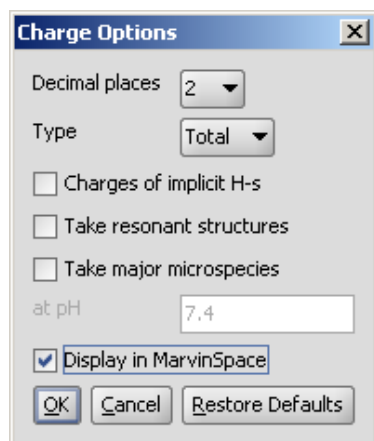 Charge Options
Decimal places 2
Type Total
Charges of implicit H-s
Take resonant structures
Take major microspecies
at pH 7.4
Display in MarvinSpace
OK Cancel Restore Defaults